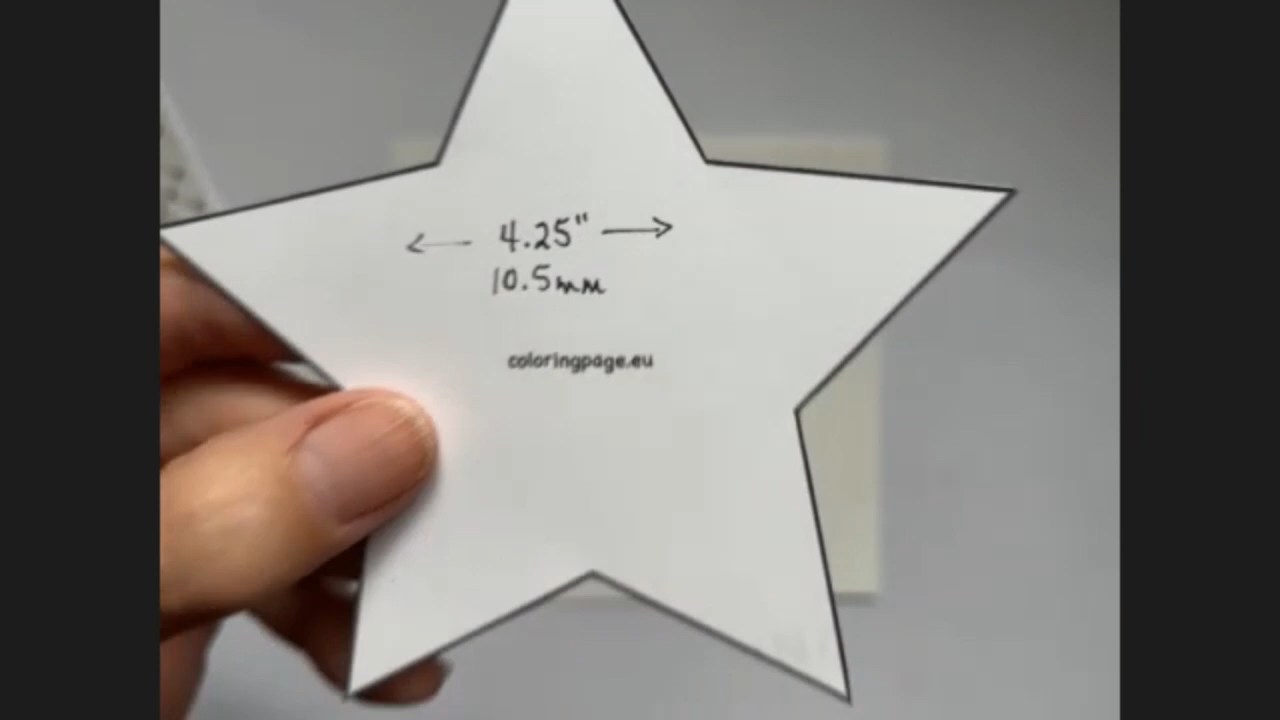 ← 4.25" →
10.5mm
coloringpage.eu